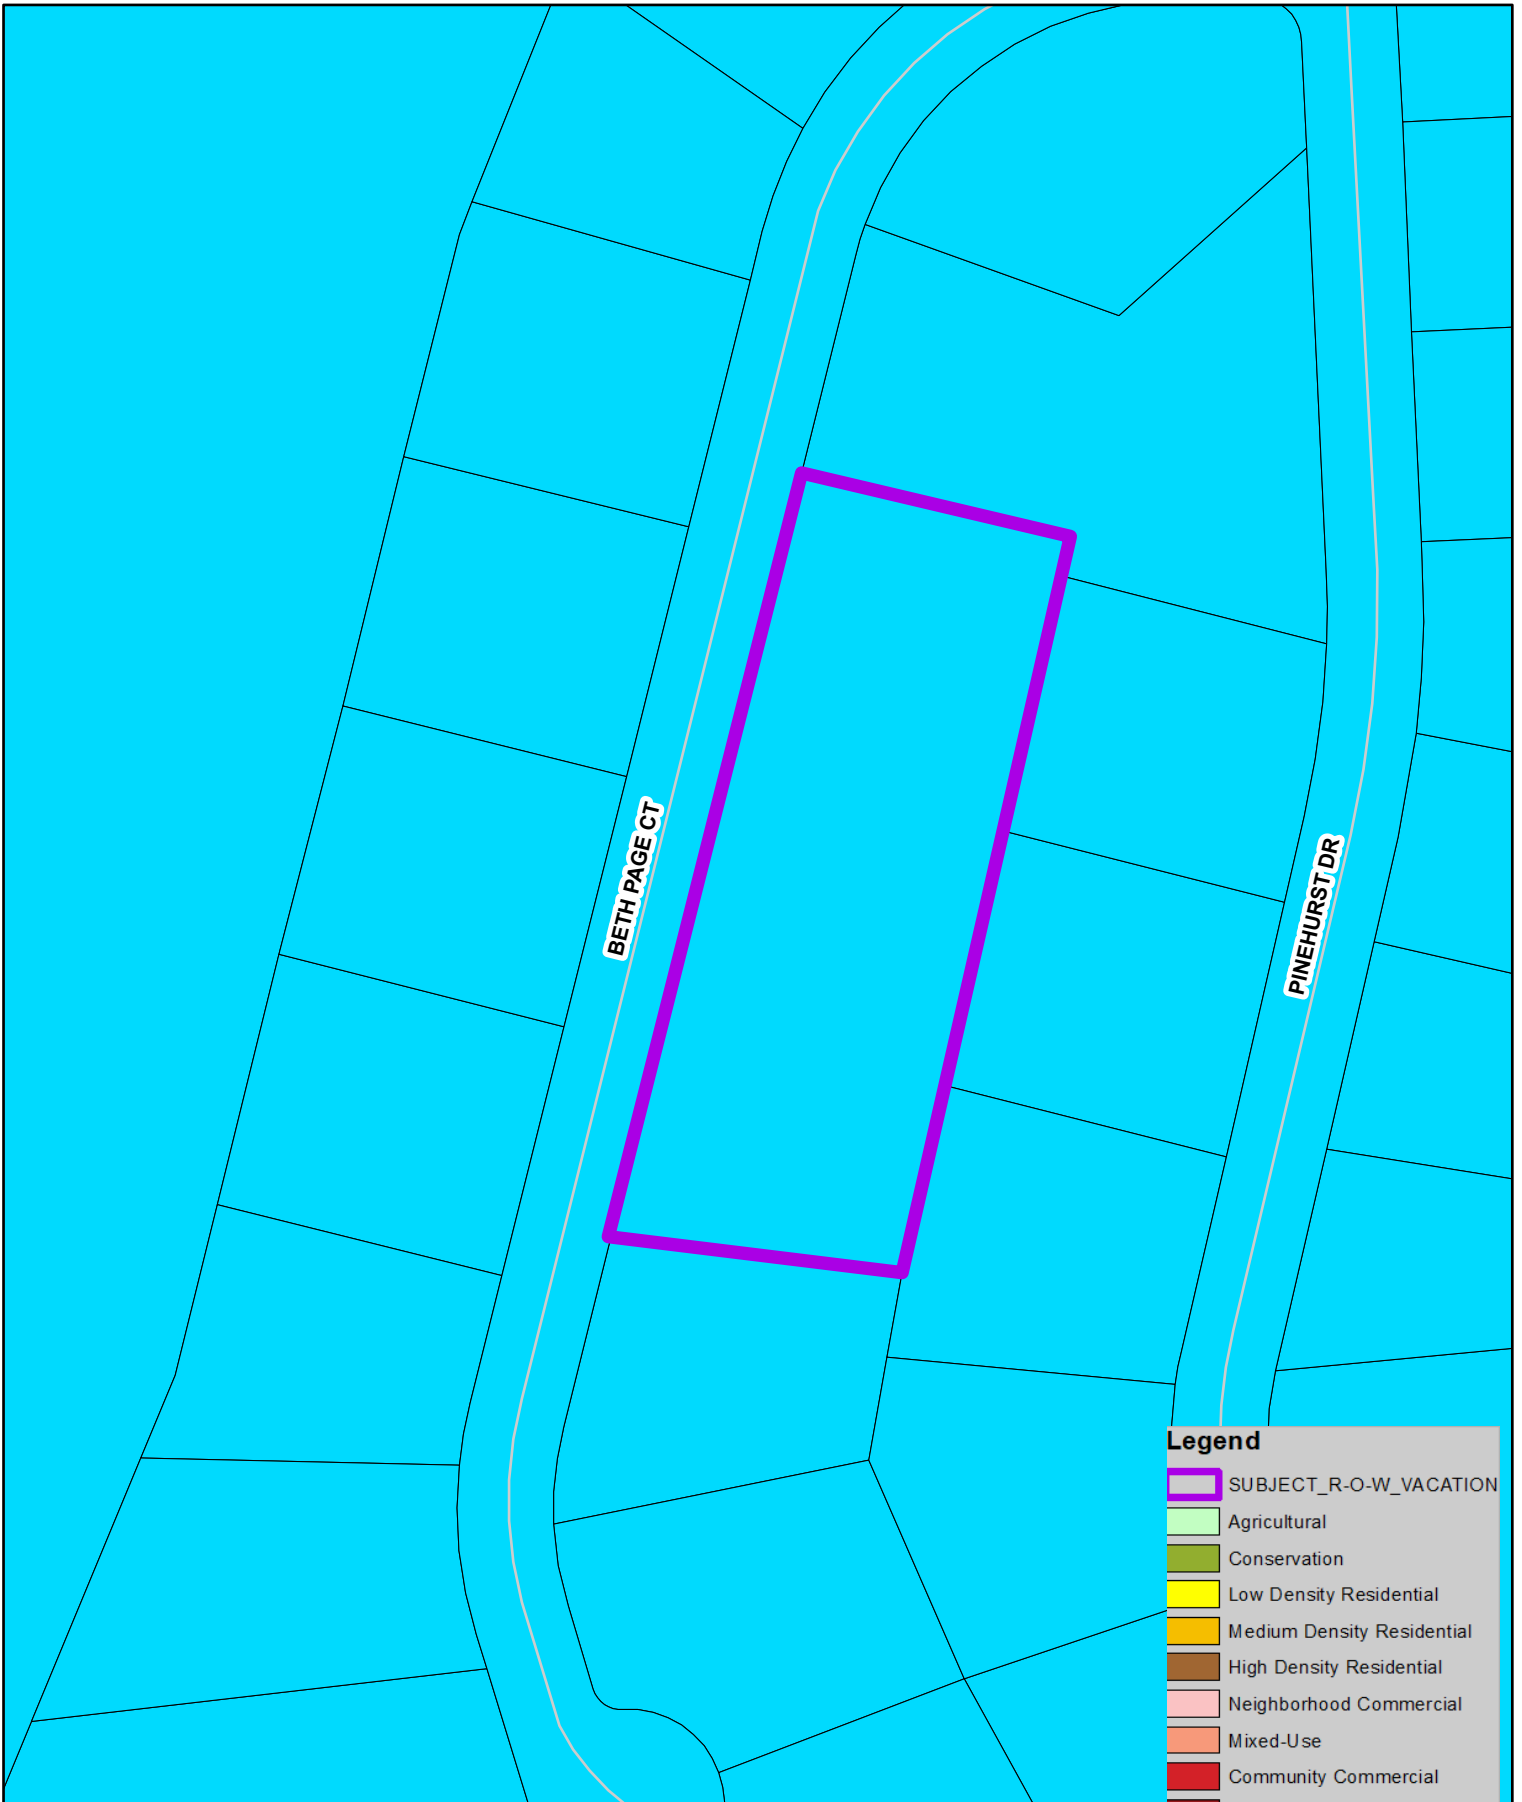 BETH PAGE CT
PINEHURST DR
Legend
SUBJECT_R-O-W_VACATION
Agricultural
Conservation
Low Density Residential
Medium Density Residential
High Density Residential
Neighborhood Commercial
Mixed-Use
Community Commercial